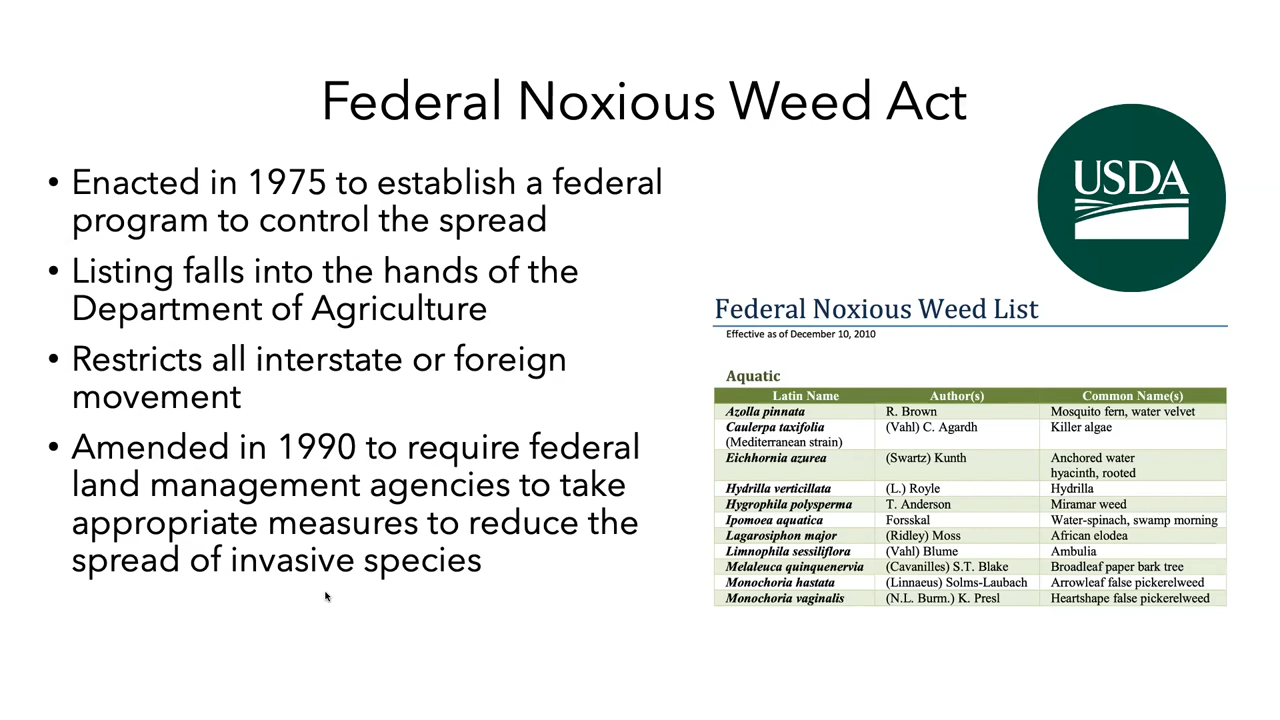 Federal Noxious Weed Act
• Enacted in 1975 to establish a federal
program to control the spread
• Listing falls into the hands of the
Department of Agriculture
• Restricts all interstate or foreign
movement
• Amended in 1990 to require federal
land management agencies to take
appropriate measures to reduce the
spread of invasive species
USDA
Federal Noxious Weed List
Effective as of December 10, 2010
Aquatic
Latin Name Author(s) Common Name(s)
Azolla pinnata R. Brown Mosquito fern, water velvet
Caulerpa taxifolia (Vahl) C. Agardh Killer algae
(Mediterranean strain)
Eichhornia azurea (Swartz) Kunth Anchored water
hyacinth, rooted
Hydrilla verticillata (L.) Royle Hydrilla
Hygrophila polysperma T. Anderson Miramar weed
Ipomoea aquatica Forsskal Water-spinach, swamp morning
Lagarosiphon major (Ridley) Moss African elodea
Limnophila sessiliflora (Vahl) Blume Ambulia
Melaleuca quinquenervia (Cavanilles) S.T. Blake Broadleaf paper bark tree
Monochoria hastata (Linnaeus) Solms-Laubach Arrowleaf false pickerelweed
Monochoria vaginalis (N.L. Burm.) K. Presl Heartshape false pickerelweed